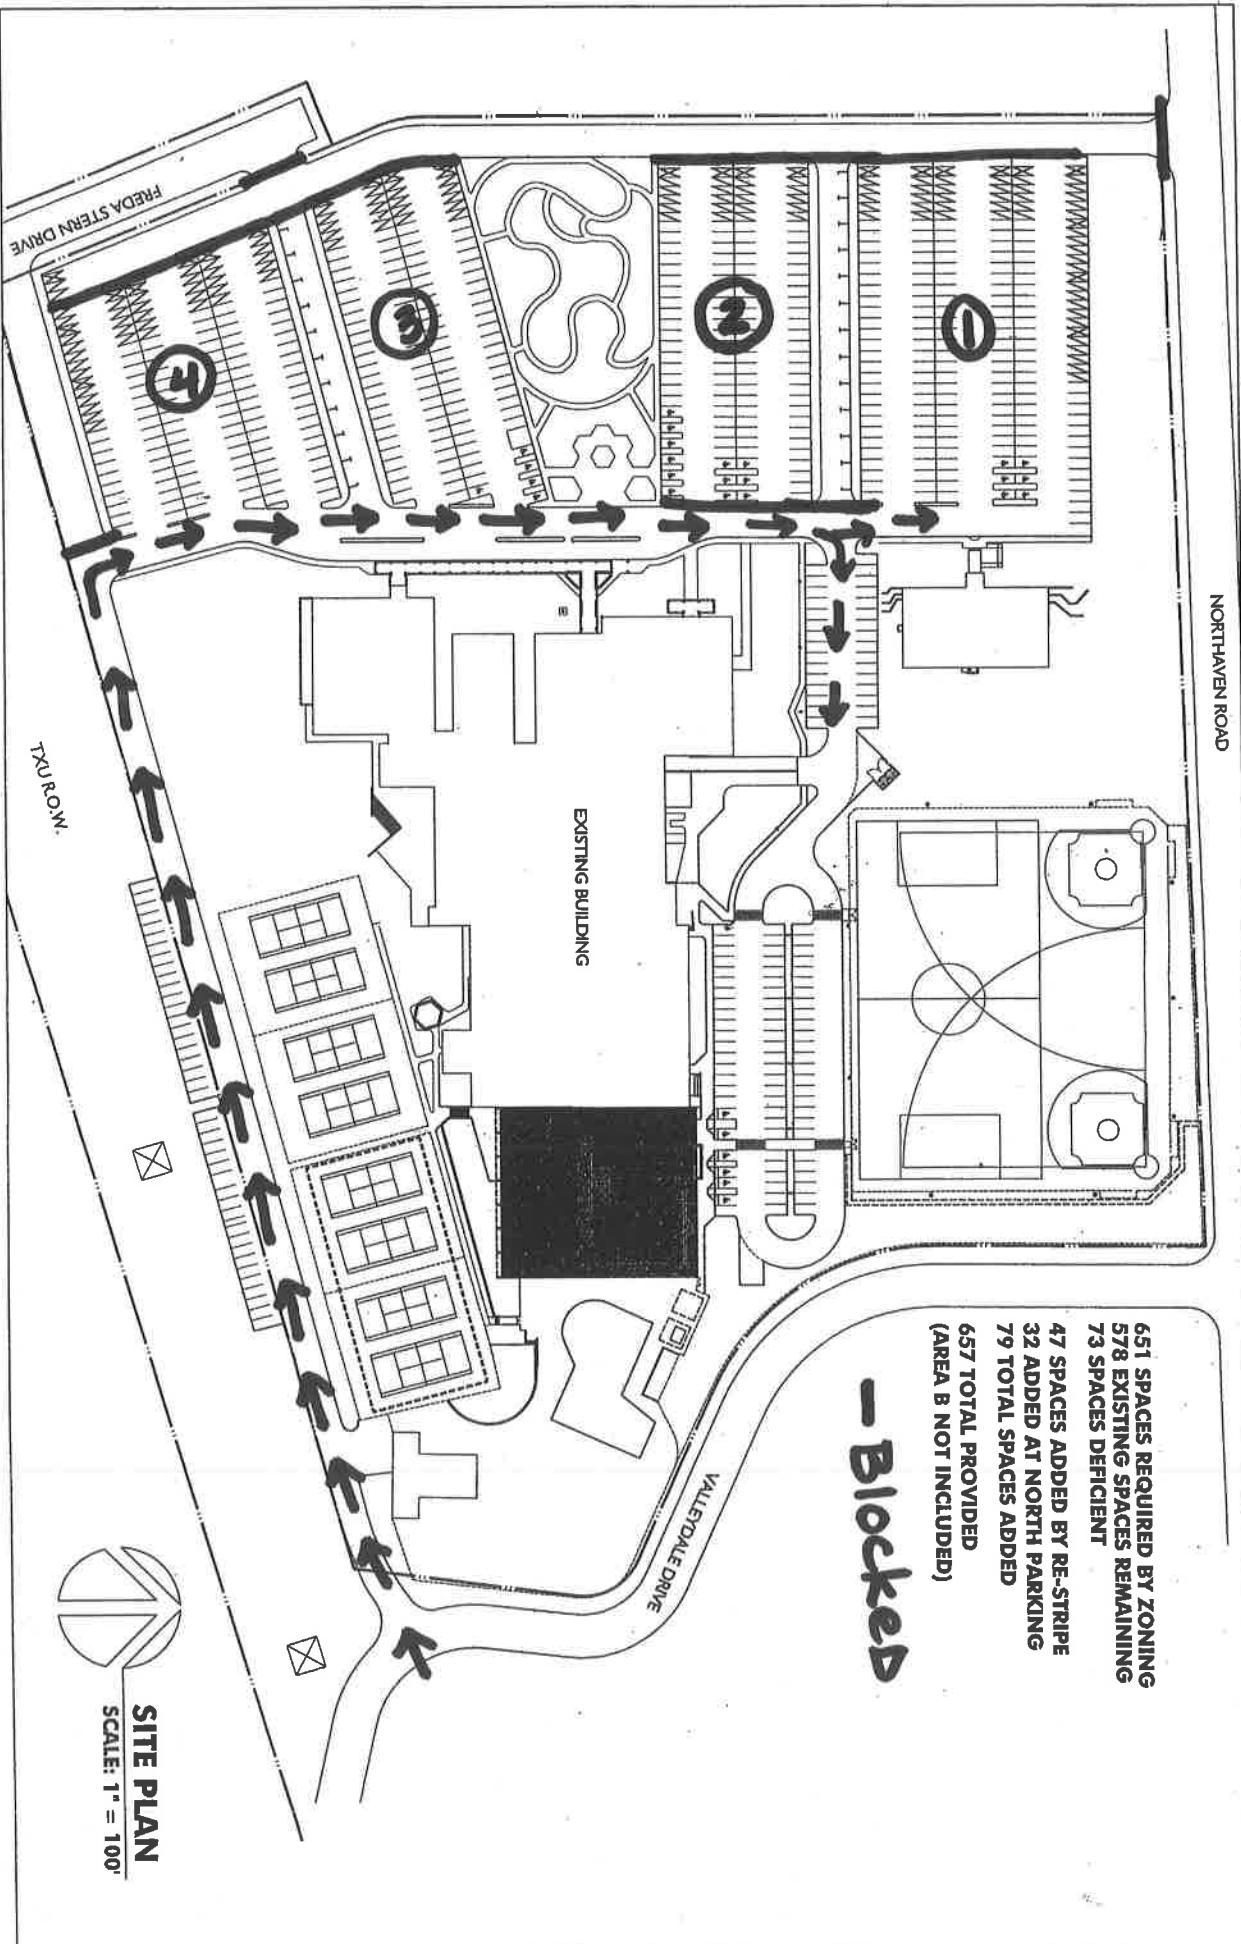 NORTHAVEN ROAD
FREDA STERN DRIVE
1
2
3
4
TXU R.O.W.
EXISTING BUILDING
VALLEYDALE DRIVE
651 SPACES REQUIRED BY ZONING
578 EXISTING SPACES REMAINING
73 SPACES DEFICIENT
47 SPACES ADDED BY RE-STRIPE
32 ADDED AT NORTH PARKING
79 TOTAL SPACES ADDED
657 TOTAL PROVIDED
(AREA B NOT INCLUDED)
— BlockeD
SITE PLAN
SCALE: 1" = 100'